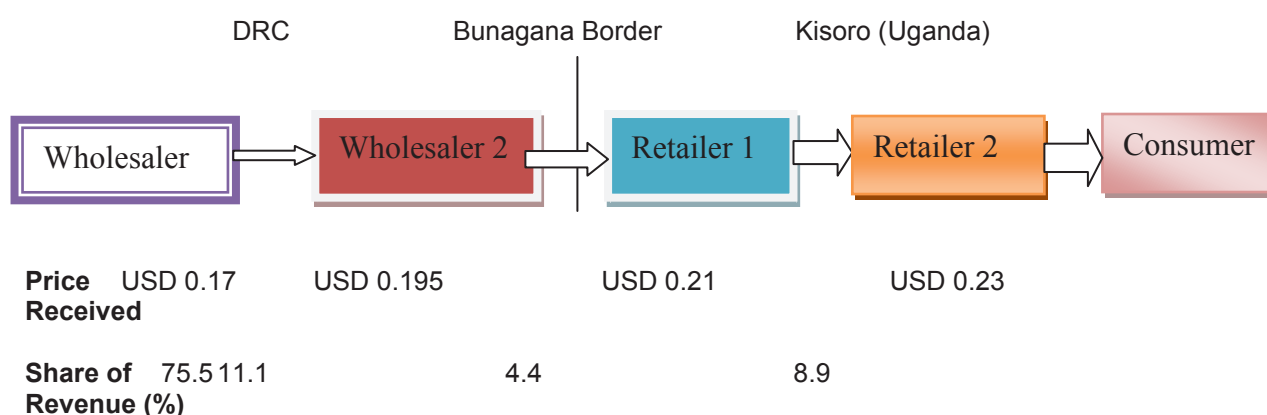 DRC Bunagana Border Kisoro (Uganda)
Wholesaler Wholesaler 2 Retailer 1 Retailer 2 Consumer
Price USD 0.17 USD 0.195 USD 0.21 USD 0.23
Received
Share of 75.5 11.1 4.4 8.9
Revenue (%)